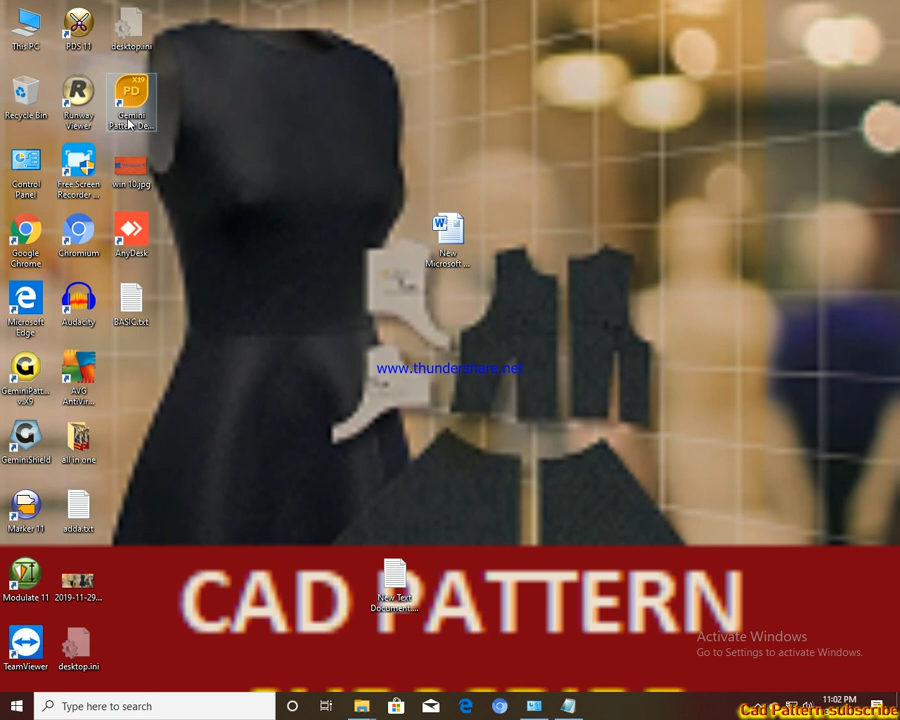 This PC
PDS 11
desktop.ini
Recycle Bin
Runway
Viewer
X19
PD
Gemini
Pattern De...
Control
Panel
Free Screen
Recorder ...
win 10.jpg
Google
Chrome
Chromium
AnyDesk
New
Microsoft ...
Microsoft
Edge
Audacity
BASIC.txt
www.thundershare.net
GeminiPatt...
v.X9
AVG
AntiVir...
GeminiShield
all in one
Marker 11
adda.txt
Modulate 11
2019-11-29...
New Text
Document....
CAD PATTERN
TeamViewer
desktop.ini
Activate Windows
Go to Settings to activate Windows.
Type here to search
11:02 PM
Cad Pattern subscribe